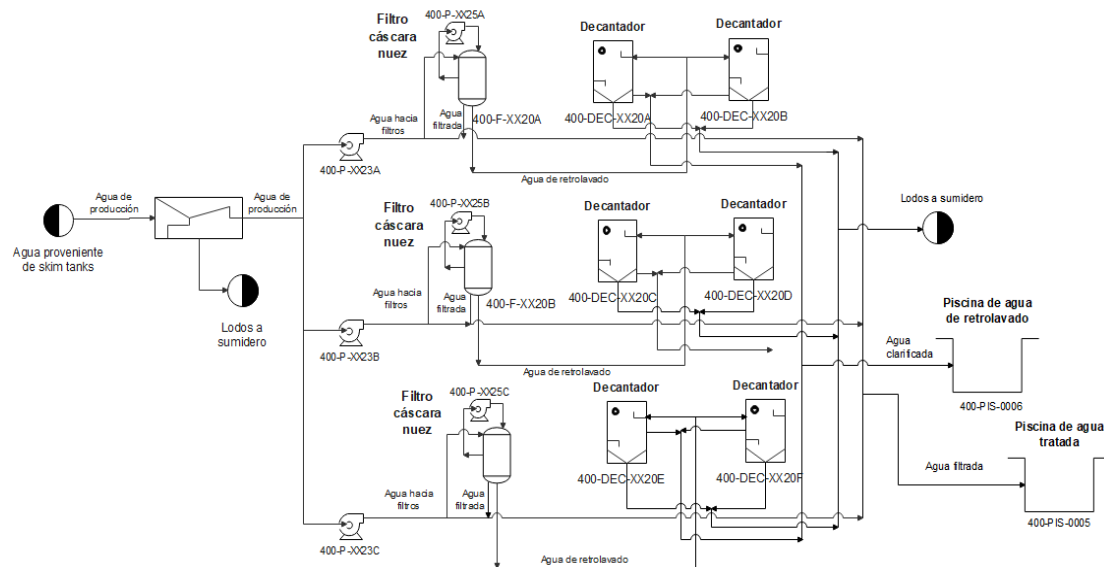 400-P-XX25A
Filtro
cáscara
nuez
Decantador
Decantador
Agua hacia
filtros
Agua
filtrada
400-F-XX20A
400-DEC-XX20A
400-DEC-XX20B
400-P-XX23A
Agua de retrolavado
Agua de
producción
Agua de
producción
Agua proveniente
de skim tanks
Lodos a
sumidero
400-P-XX25B
Filtro
cáscara
nuez
Decantador
Decantador
Lodos a sumidero
Agua hacia
filtros
Agua
filtrada
400-F-XX20B
400-DEC-XX20C
400-DEC-XX20D
400-P-XX23B
Agua de retrolavado
Piscina de agua
de retrolavado
Agua
clarificada
400-PIS-0006
400-P-XX25C
Filtro
cáscara
nuez
Decantador
Decantador
Piscina de agua
tratada
Agua hacia
filtros
Agua
filtrada
400-DEC-XX20E
400-DEC-XX20F
Agua filtrada
400-PIS-0005
400-P-XX23C
Agua de retrolavado